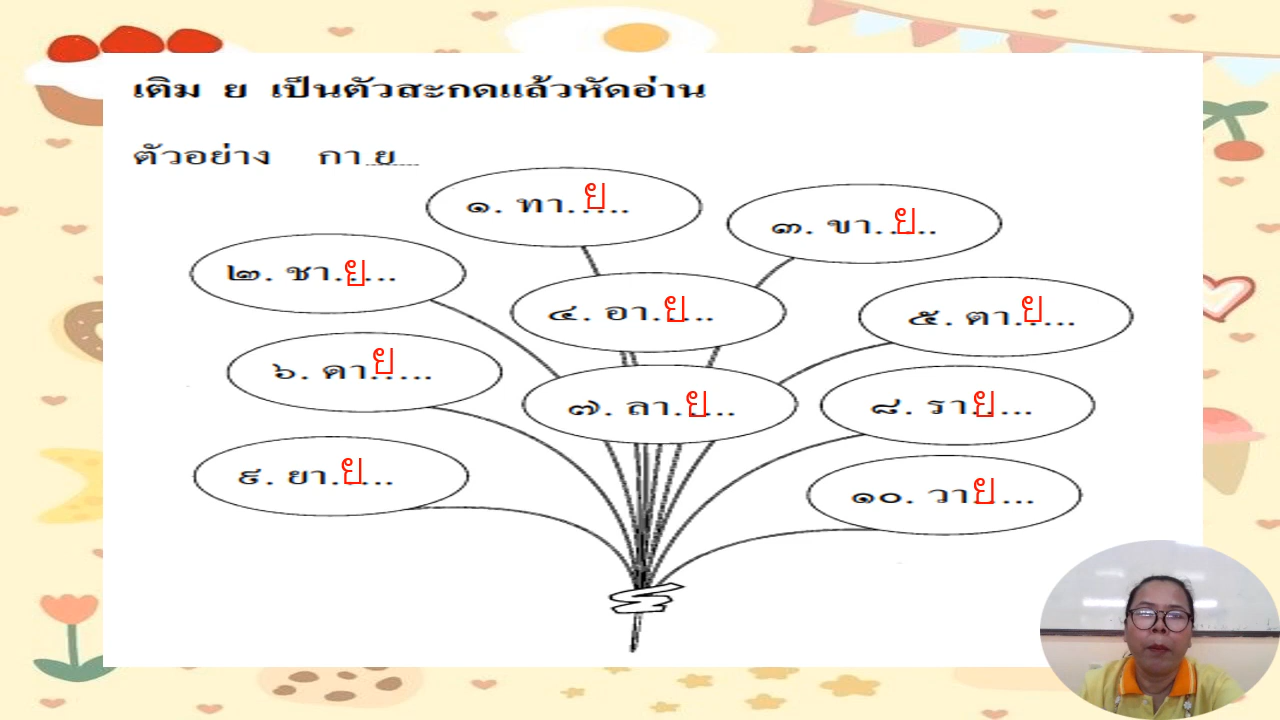 เติม ย เป็นตัวสะกดแล้วหัดอ่าน
ตัวอย่าง กา ย
๑. ทา..ย...
๒. ชา..ย...
๓. ขา..ย...
๔. อา..ย...
๕. ตา..ย...
๖. คา.ย....
๗. ลา..ย...
๘. รา.ย....
๙. ยา..ย...
๑๐. วา.ย....